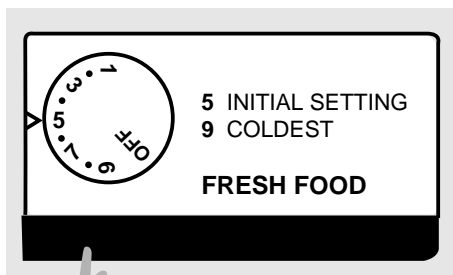 1 • 3 • 5 • 7 • 9
OFF
5 INITIAL SETTING
9 COLDEST
FRESH FOOD